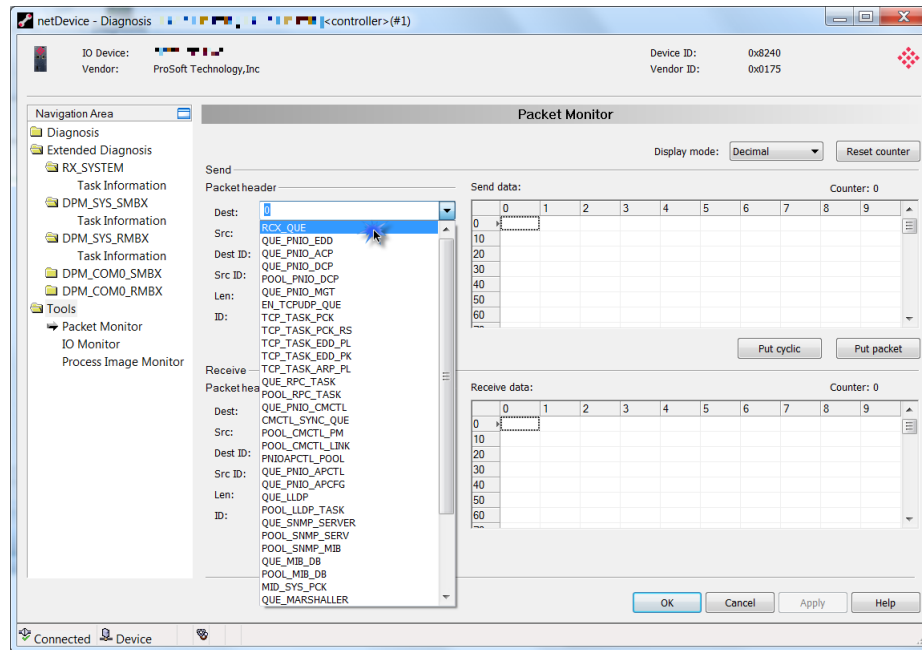 netDevice - Diagnosis <controller>(#1)
IO Device:
Device ID: 0x8240
Vendor: ProSoft Technology,Inc
Vendor ID: 0x0175
Navigation Area
Diagnosis
Extended Diagnosis
RX_SYSTEM
Task Information
DPM_SYS_SMBX
Task Information
DPM_SYS_RMBX
Task Information
DPM_COM0_SMBX
DPM_COM0_RMBX
Tools
Packet Monitor
IO Monitor
Process Image Monitor
Packet Monitor
Display mode: Decimal
Reset counter
Send
Packet header
Dest: 0
Src:
Dest ID:
Src ID:
Len:
ID:
RCX_QUE
QUE_PNIO_EDD
QUE_PNIO_ACP
QUE_PNIO_DCP
POOL_PNIO_DCP
QUE_PNIO_MGT
EN_TCPUDP_QUE
TCP_TASK_PCK
TCP_TASK_PCK_RS
TCP_TASK_EDD_PL
TCP_TASK_EDD_PK
TCP_TASK_ARP_PL
QUE_RPC_TASK
POOL_RPC_TASK
QUE_PNIO_CMCTL
CMCTL_SYNC_QUE
POOL_CMCTL_PM
POOL_CMCTL_LINK
PNIOAPCTL_POOL
QUE_PNIO_APCTL
QUE_PNIO_APCFG
QUE_LLDP
POOL_LLDP_TASK
QUE_SNMP_SERVER
POOL_SNMP_SERV
POOL_SNMP_MIB
QUE_MIB_DB
POOL_MIB_DB
MID_SYS_PCK
QUE_MARSHALLER
Send data:
Counter: 0
0 1 2 3 4 5 6 7 8 9
0
10
20
30
40
50
60
Put cyclic
Put packet
Receive
Packet hea
Dest:
Src:
Dest ID:
Src ID:
Len:
ID:
Receive data:
Counter: 0
0 1 2 3 4 5 6 7 8 9
0
10
20
30
40
50
60
OK
Cancel
Apply
Help
Connected
Device